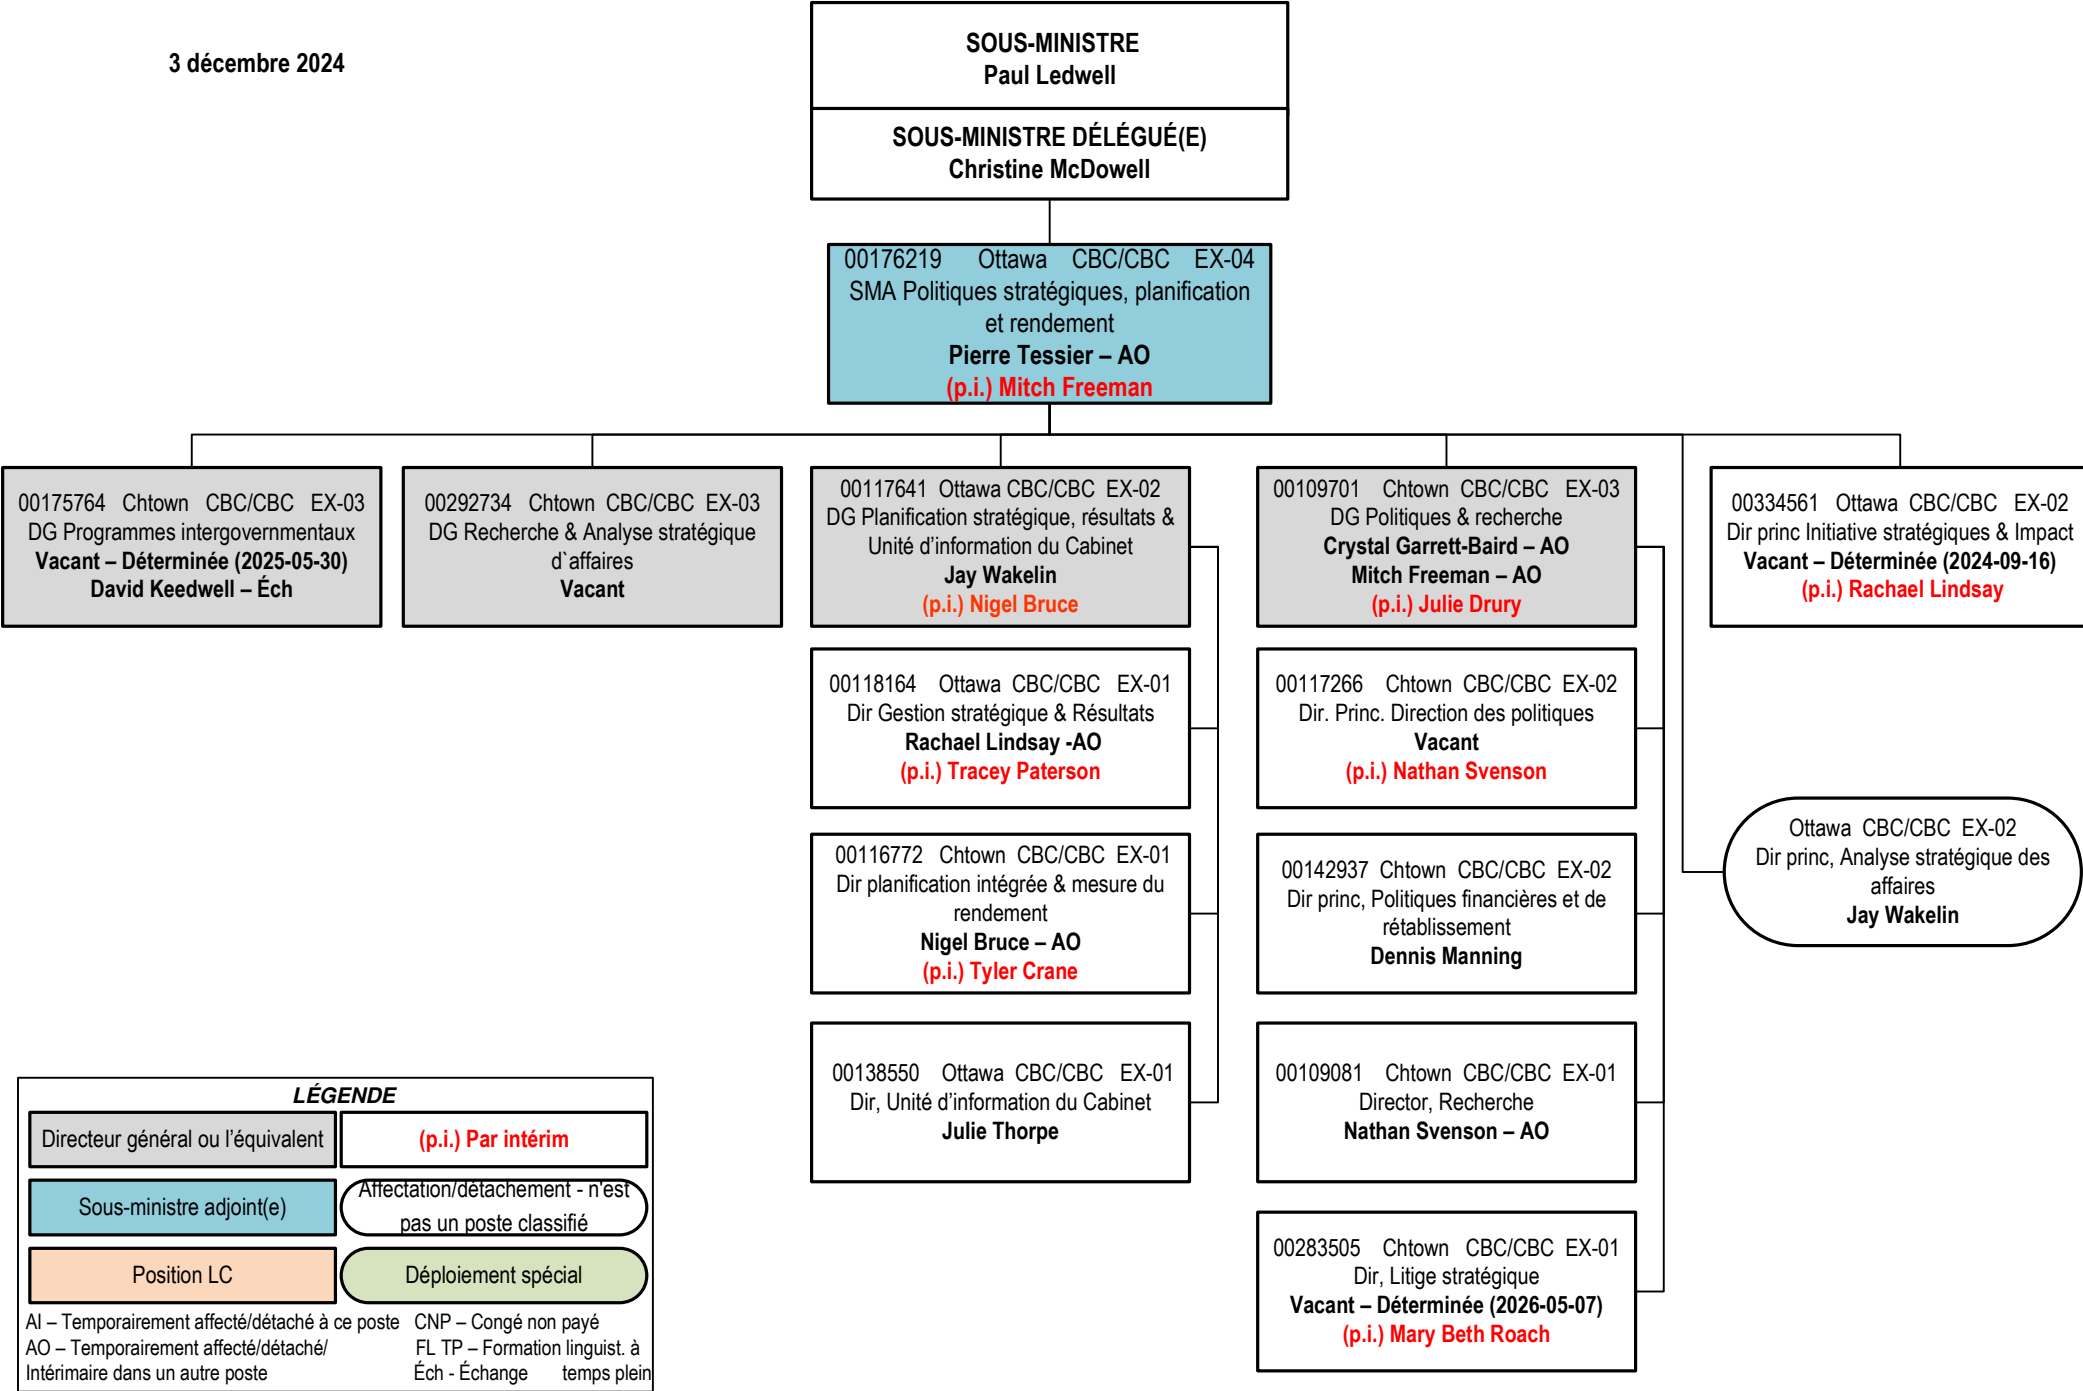 3 décembre 2024
SOUS-MINISTRE
Paul Ledwell
SOUS-MINISTRE DÉLÉGUÉ(E)
Christine McDowell
00176219 Ottawa CBC/CBC EX-04
SMA Politiques stratégiques, planification
et rendement
Pierre Tessier – AO
(p.i.) Mitch Freeman
00175764 Chtown CBC/CBC EX-03
DG Programmes intergovernmentaux
Vacant – Déterminée (2025-05-30)
David Keedwell – Éch
00292734 Chtown CBC/CBC EX-03
DG Recherche & Analyse stratégique
d`affaires
Vacant
00117641 Ottawa CBC/CBC EX-02
DG Planification stratégique, résultats &
Unité d’information du Cabinet
Jay Wakelin
(p.i.) Nigel Bruce
00109701 Chtown CBC/CBC EX-03
DG Politiques & recherche
Crystal Garrett-Baird – AO
Mitch Freeman – AO
(p.i.) Julie Drury
00334561 Ottawa CBC/CBC EX-02
Dir princ Initiative stratégiques & Impact
Vacant – Déterminée (2024-09-16)
(p.i.) Rachael Lindsay
00118164 Ottawa CBC/CBC EX-01
Dir Gestion stratégique & Résultats
Rachael Lindsay -AO
(p.i.) Tracey Paterson
00117266 Chtown CBC/CBC EX-02
Dir. Princ. Direction des politiques
Vacant
(p.i.) Nathan Svenson
Ottawa CBC/CBC EX-02
Dir princ, Analyse stratégique des
affaires
Jay Wakelin
00116772 Chtown CBC/CBC EX-01
Dir planification intégrée & mesure du
rendement
Nigel Bruce – AO
(p.i.) Tyler Crane
00142937 Chtown CBC/CBC EX-02
Dir princ, Politiques financières et de
rétablissement
Dennis Manning
00138550 Ottawa CBC/CBC EX-01
Dir, Unité d’information du Cabinet
Julie Thorpe
00109081 Chtown CBC/CBC EX-01
Director, Recherche
Nathan Svenson – AO
00283505 Chtown CBC/CBC EX-01
Dir, Litige stratégique
Vacant – Déterminée (2026-05-07)
(p.i.) Mary Beth Roach
LÉGENDE
Directeur général ou l’équivalent
(p.i.) Par intérim
Sous-ministre adjoint(e)
Affectation/détachement - n'est
pas un poste classifié
Position LC
Déploiement spécial
AI – Temporairement affecté/détaché à ce poste
AO – Temporairement affecté/détaché/
Intérimaire dans un autre poste
CNP – Congé non payé
FL TP – Formation linguist. à
Éch - Échange temps plein